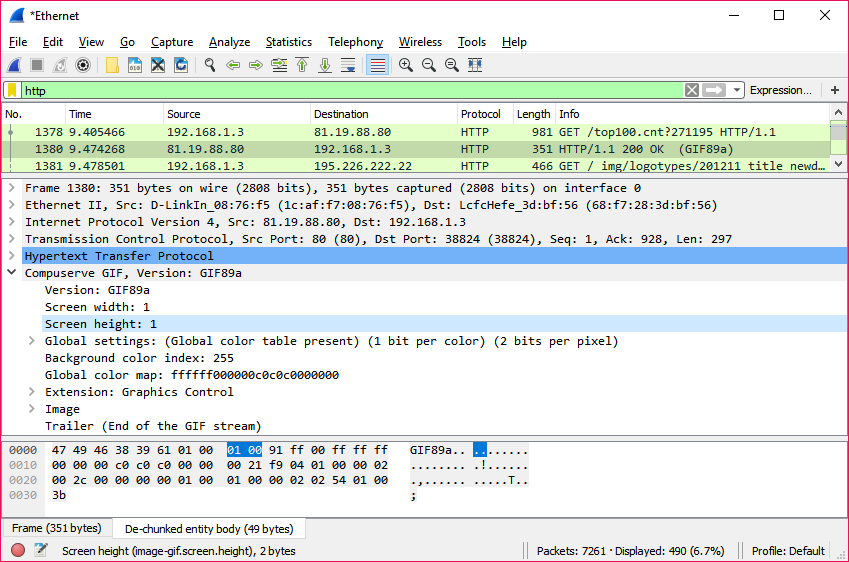 *Ethernet
File Edit View Go Capture Analyze Statistics Telephony Wireless Tools Help
http Expression... +
No. Time Source Destination Protocol Length Info
1378 9.405466 192.168.1.3 81.19.88.80 HTTP 981 GET /top100.cnt?271195 HTTP/1.1
1380 9.474268 81.19.88.80 192.168.1.3 HTTP 351 HTTP/1.1 200 OK (GIF89a)
1381 9.478501 192.168.1.3 195.226.222.22 HTTP 466 GET / img/logotypes/201211 title newd…
Frame 1380: 351 bytes on wire (2808 bits), 351 bytes captured (2808 bits) on interface 0
Ethernet II, Src: D-LinkIn_08:76:f5 (1c:af:f7:08:76:f5), Dst: LcfcHefe_3d:bf:56 (68:f7:28:3d:bf:56)
Internet Protocol Version 4, Src: 81.19.88.80, Dst: 192.168.1.3
Transmission Control Protocol, Src Port: 80 (80), Dst Port: 38824 (38824), Seq: 1, Ack: 928, Len: 297
Hypertext Transfer Protocol
Compuserve GIF, Version: GIF89a
Version: GIF89a
Screen width: 1
Screen height: 1
Global settings: (Global color table present) (1 bit per color) (2 bits per pixel)
Background color index: 255
Global color map: ffffff000000c0c0c0000000
Extension: Graphics Control
Image
Trailer (End of the GIF stream)
0000 47 49 46 38 39 61 01 00 01 00 91 ff 00 ff ff ff GIF89a.. ........
0010 00 00 00 c0 c0 c0 00 00 00 21 f9 04 01 00 00 02 ........ .!......
0020 00 2c 00 00 00 00 01 00 01 00 00 02 02 54 01 00 .,...... .....T..
0030 3b ;
Frame (351 bytes) De-chunked entity body (49 bytes)
Screen height (image-gif.screen.height), 2 bytes Packets: 7261 · Displayed: 490 (6.7%) Profile: Default